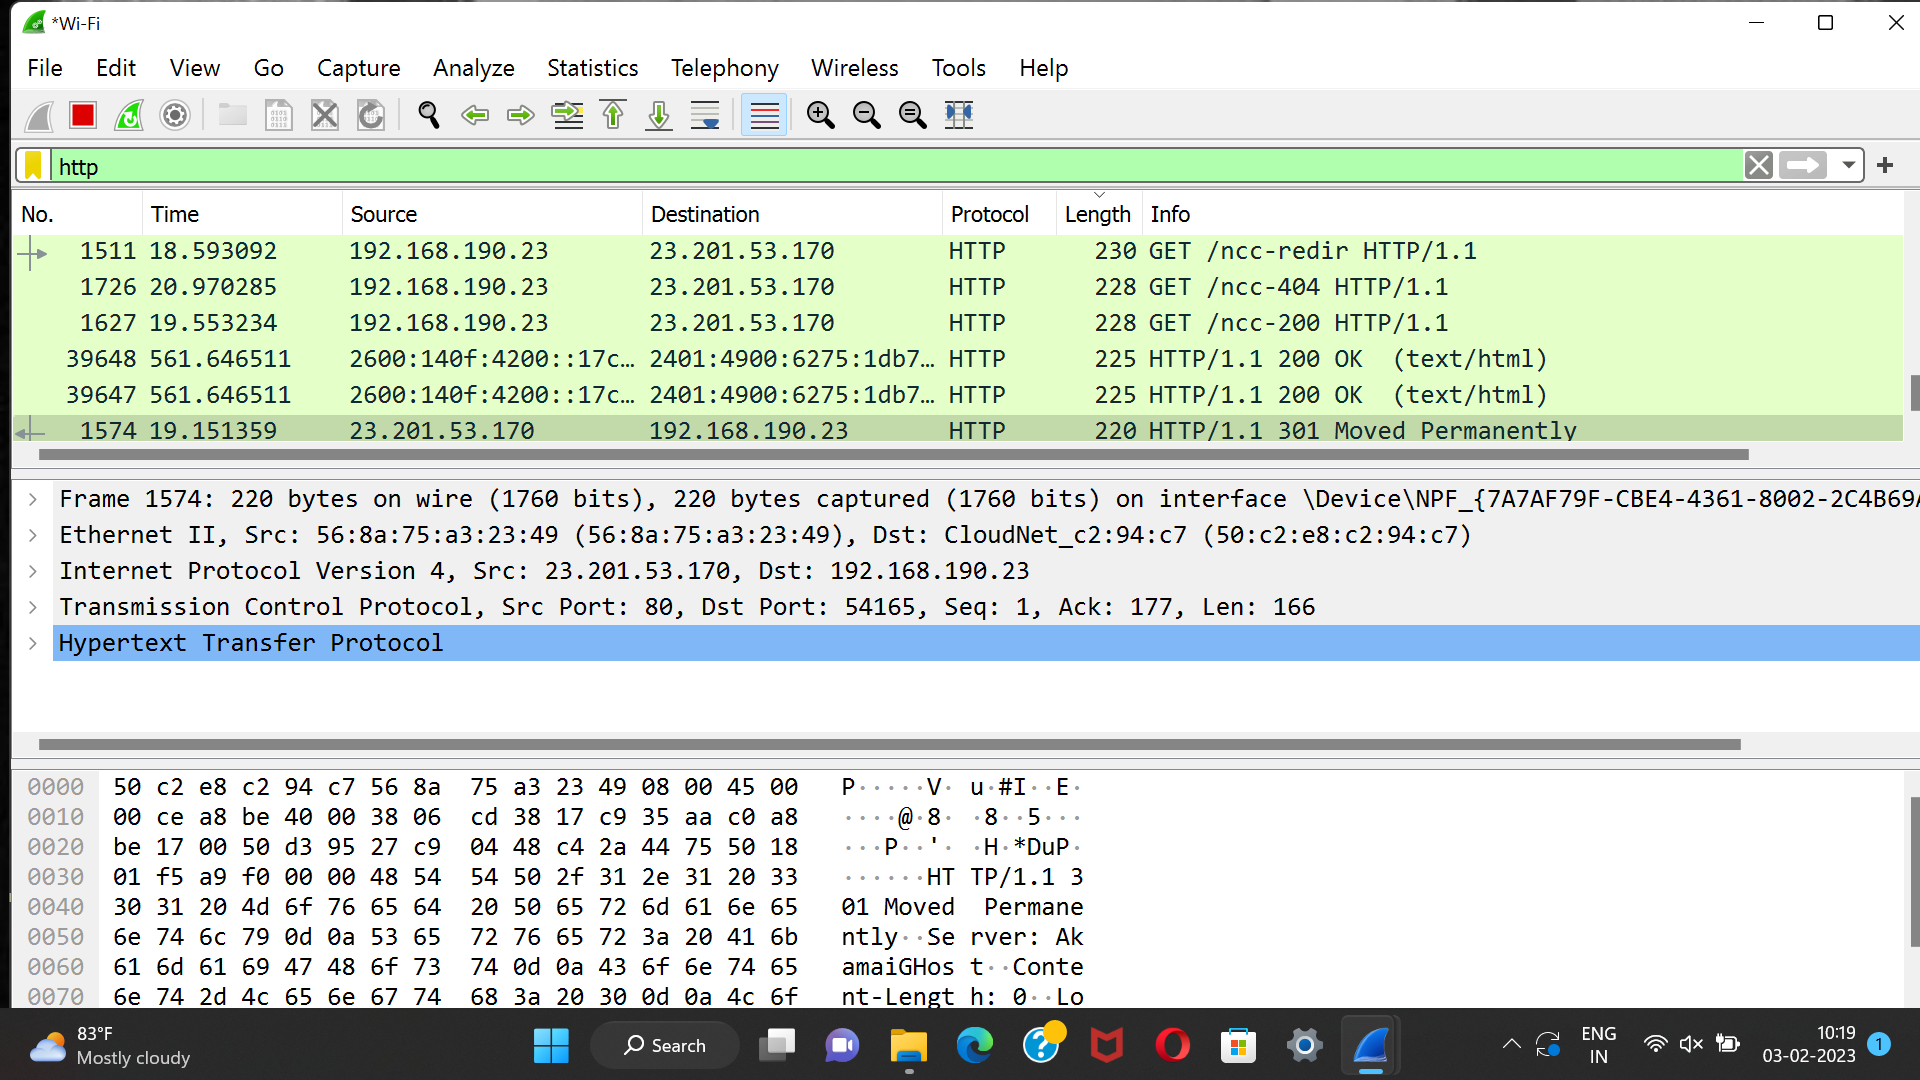 *Wi-Fi
File Edit View Go Capture Analyze Statistics Telephony Wireless Tools Help
http
No. Time Source Destination Protocol Length Info
1511 18.593092 192.168.190.23 23.201.53.170 HTTP 230 GET /ncc-redir HTTP/1.1
1726 20.970285 192.168.190.23 23.201.53.170 HTTP 228 GET /ncc-404 HTTP/1.1
1627 19.553234 192.168.190.23 23.201.53.170 HTTP 228 GET /ncc-200 HTTP/1.1
39648 561.646511 2600:140f:4200::17c… 2401:4900:6275:1db7… HTTP 225 HTTP/1.1 200 OK (text/html)
39647 561.646511 2600:140f:4200::17c… 2401:4900:6275:1db7… HTTP 225 HTTP/1.1 200 OK (text/html)
1574 19.151359 23.201.53.170 192.168.190.23 HTTP 220 HTTP/1.1 301 Moved Permanently
Frame 1574: 220 bytes on wire (1760 bits), 220 bytes captured (1760 bits) on interface \Device\NPF_{7A7AF79F-CBE4-4361-8002-2C4B69A
Ethernet II, Src: 56:8a:75:a3:23:49 (56:8a:75:a3:23:49), Dst: CloudNet_c2:94:c7 (50:c2:e8:c2:94:c7)
Internet Protocol Version 4, Src: 23.201.53.170, Dst: 192.168.190.23
Transmission Control Protocol, Src Port: 80, Dst Port: 54165, Seq: 1, Ack: 177, Len: 166
Hypertext Transfer Protocol
0000 50 c2 e8 c2 94 c7 56 8a 75 a3 23 49 08 00 45 00 P·····V· u·#I··E·
0010 00 ce a8 be 40 00 38 06 cd 38 17 c9 35 aa c0 a8 ····@·8· ·8··5···
0020 be 17 00 50 d3 95 27 c9 04 48 c4 2a 44 75 50 18 ···P··'· ·H·*DuP·
0030 01 f5 a9 f0 00 00 48 54 54 50 2f 31 2e 31 20 33 ······HT TP/1.1 3
0040 30 31 20 4d 6f 76 65 64 20 50 65 72 6d 61 6e 65 01 Moved Permane
0050 6e 74 6c 79 0d 0a 53 65 72 76 65 72 3a 20 41 6b ntly··Se rver: Ak
0060 61 6d 61 69 47 48 6f 73 74 0d 0a 43 6f 6e 74 65 amaiGHos t··Conte
0070 6e 74 2d 4c 65 6e 67 74 68 3a 20 30 0d 0a 4c 6f nt-Lengt h: 0··Lo
83°F
Mostly cloudy
Search
ENG
IN
10:19
03-02-2023
1